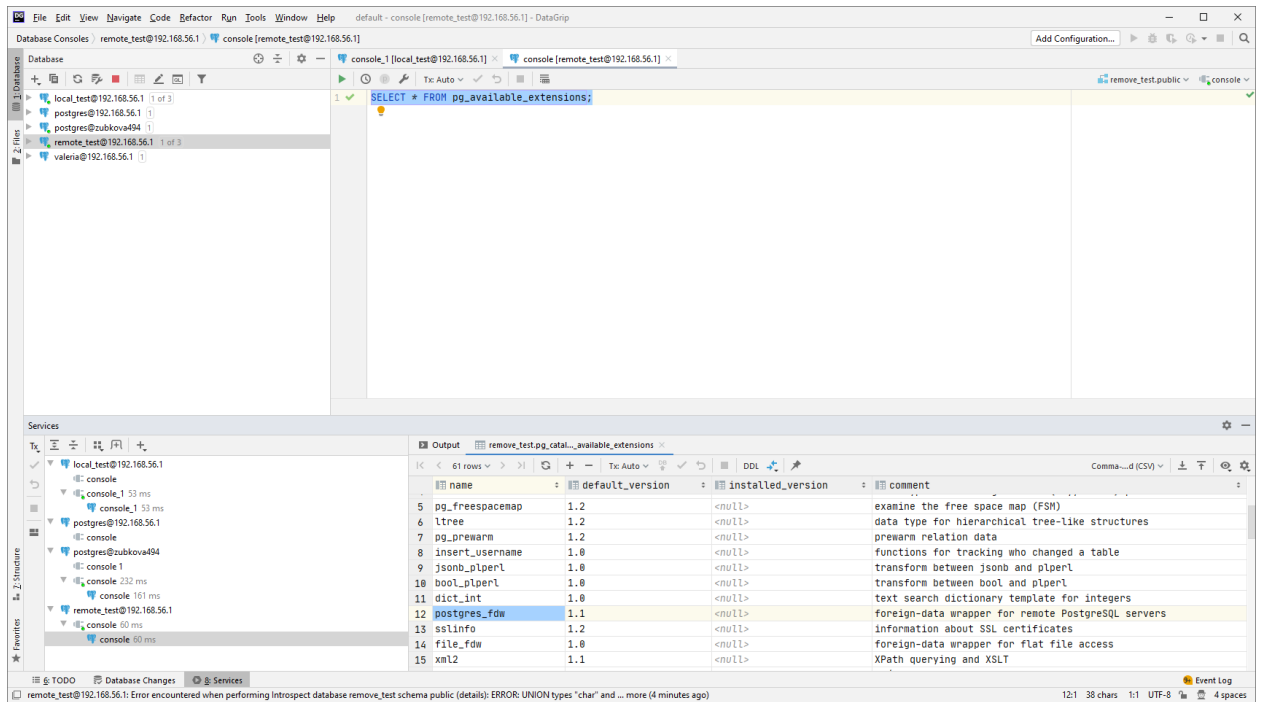 File Edit View Navigate Code Refactor Run Tools Window Help default - console [remote_test@192.168.56.1] - DataGrip
Database Consoles remote_test@192.168.56.1 console [remote_test@192.168.56.1] Add Configuration...
1: Database
2: Files
Z: Structure
Favorites
Database
local_test@192.168.56.1 1 of 3
postgres@192.168.56.1 1
postgres@zubkova494 1
remote_test@192.168.56.1 1 of 3
valeria@192.168.56.1 1
console_1 [local_test@192.168.56.1] console [remote_test@192.168.56.1]
Tx: Auto remove_test.public console
1 SELECT * FROM pg_available_extensions;
Services
Tx
local_test@192.168.56.1
console
console_1 53 ms
console_1 53 ms
postgres@192.168.56.1
console
postgres@zubkova494
console 1
console 232 ms
console 161 ms
remote_test@192.168.56.1
console 60 ms
console 60 ms
Output remove_test.pg_catal..._available_extensions
61 rows Tx: Auto DDL Comma-...d (CSV)
name default_version installed_version comment
5 pg_freespacemap 1.2 <null> examine the free space map (FSM)
6 ltree 1.2 <null> data type for hierarchical tree-like structures
7 pg_prewarm 1.2 <null> prewarm relation data
8 insert_username 1.0 <null> functions for tracking who changed a table
9 jsonb_plperl 1.0 <null> transform between jsonb and plperl
10 bool_plperl 1.0 <null> transform between bool and plperl
11 dict_int 1.0 <null> text search dictionary template for integers
12 postgres_fdw 1.1 <null> foreign-data wrapper for remote PostgreSQL servers
13 sslinfo 1.2 <null> information about SSL certificates
14 file_fdw 1.0 <null> foreign-data wrapper for flat file access
15 xml2 1.1 <null> XPath querying and XSLT
6: TODO Database Changes 8: Services Event Log
remote_test@192.168.56.1: Error encountered when performing Introspect database remove_test schema public (details): ERROR: UNION types "char" and ... more (4 minutes ago) 12:1 38 chars 1:1 UTF-8 4 spaces